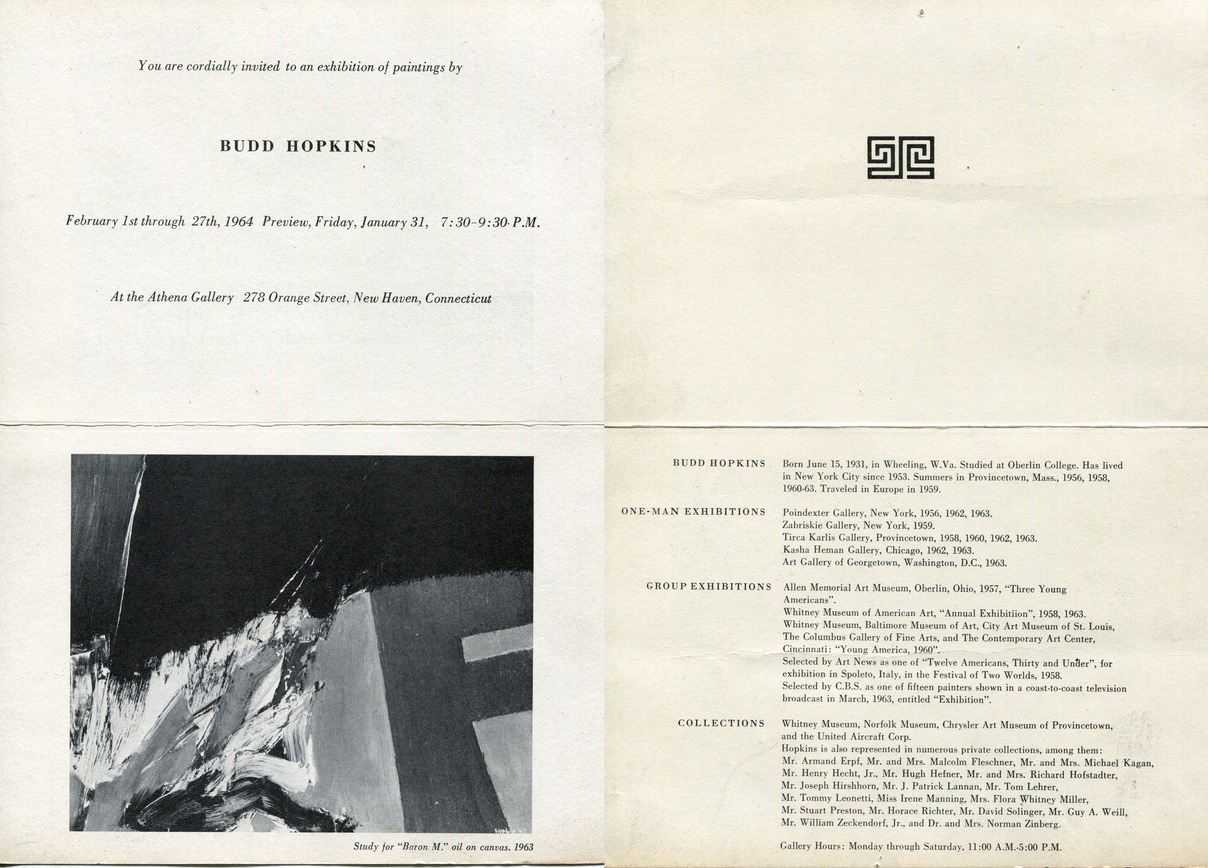 You are cordially invited to an exhibition of paintings by
BUDD HOPKINS
February 1st through 27th, 1964 Preview, Friday, January 31, 7:30-9:30 P.M.
At the Athena Gallery 278 Orange Street, New Haven, Connecticut
Study for "Baron M." oil on canvas. 1963
BUDD HOPKINS Born June 15, 1931, in Wheeling, W.Va. Studied at Oberlin College. Has lived
in New York City since 1953. Summers in Provincetown, Mass., 1956, 1958,
1960-63. Traveled in Europe in 1959.
ONE-MAN EXHIBITIONS Poindexter Gallery, New York, 1956, 1962, 1963.
Zabriskie Gallery, New York, 1959.
Tirca Karlis Gallery, Provincetown, 1958, 1960, 1962, 1963.
Kasha Heman Gallery, Chicago, 1962, 1963.
Art Gallery of Georgetown, Washington, D.C., 1963.
GROUP EXHIBITIONS Allen Memorial Art Museum, Oberlin, Ohio, 1957, "Three Young
Americans".
Whitney Museum of American Art, "Annual Exhibitiion", 1958, 1963.
Whitney Museum, Baltimore Museum of Art, City Art Museum of St. Louis,
The Columbus Gallery of Fine Arts, and The Contemporary Art Center,
Cincinnati: "Young America, 1960".
Selected by Art News as one of "Twelve Americans, Thirty and Under", for
exhibition in Spoleto, Italy, in the Festival of Two Worlds, 1958.
Selected by C.B.S. as one of fifteen painters shown in a coast-to-coast television
broadcast in March, 1963, entitled "Exhibition".
COLLECTIONS Whitney Museum, Norfolk Museum, Chrysler Art Museum of Provincetown,
and the United Aircraft Corp.
Hopkins is also represented in numerous private collections, among them:
Mr. Armand Erpf, Mr. and Mrs. Malcolm Fleschner, Mr. and Mrs. Michael Kagan,
Mr. Henry Hecht, Jr., Mr. Hugh Hefner, Mr. and Mrs. Richard Hofstadter,
Mr. Joseph Hirshhorn, Mr. J. Patrick Lannan, Mr. Tom Lehrer,
Mr. Tommy Leonetti, Miss Irene Manning, Mrs. Flora Whitney Miller,
Mr. Stuart Preston, Mr. Horace Richter, Mr. David Solinger, Mr. Guy A. Weill,
Mr. William Zeckendorf, Jr., and Dr. and Mrs. Norman Zinberg.
Gallery Hours: Monday through Saturday, 11:00 A.M.-5:00 P.M.